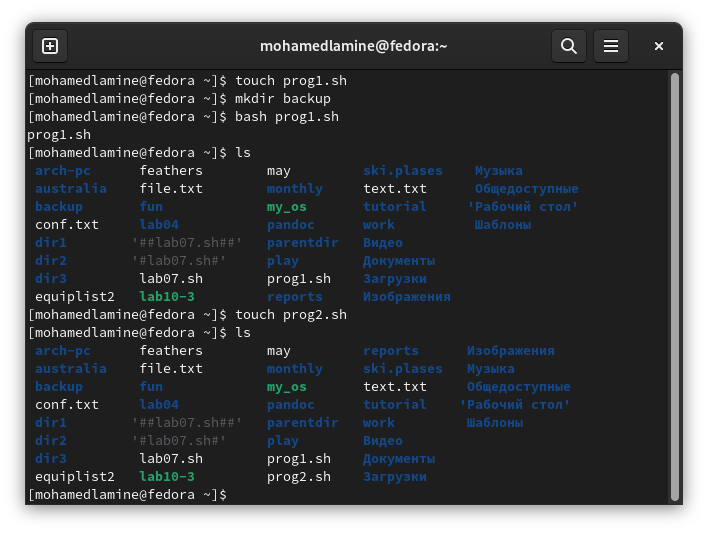 mohamedlamine@fedora:~
[mohamedlamine@fedora ~]$ touch prog1.sh
[mohamedlamine@fedora ~]$ mkdir backup
[mohamedlamine@fedora ~]$ bash prog1.sh
prog1.sh
[mohamedlamine@fedora ~]$ ls
arch-pc feathers may ski.plases Музыка
australia file.txt monthly text.txt Общедоступные
backup fun my_os tutorial 'Рабочий стол'
conf.txt lab04 pandoc work Шаблоны
dir1 '##lab07.sh##' parentdir Видео
dir2 '#lab07.sh#' play Документы
dir3 lab07.sh prog1.sh Загрузки
equiplist2 lab10-3 reports Изображения
[mohamedlamine@fedora ~]$ touch prog2.sh
[mohamedlamine@fedora ~]$ ls
arch-pc feathers may reports Изображения
australia file.txt monthly ski.plases Музыка
backup fun my_os text.txt Общедоступные
conf.txt lab04 pandoc tutorial 'Рабочий стол'
dir1 '##lab07.sh##' parentdir work Шаблоны
dir2 '#lab07.sh#' play Видео
dir3 lab07.sh prog1.sh Документы
equiplist2 lab10-3 prog2.sh Загрузки
[mohamedlamine@fedora ~]$